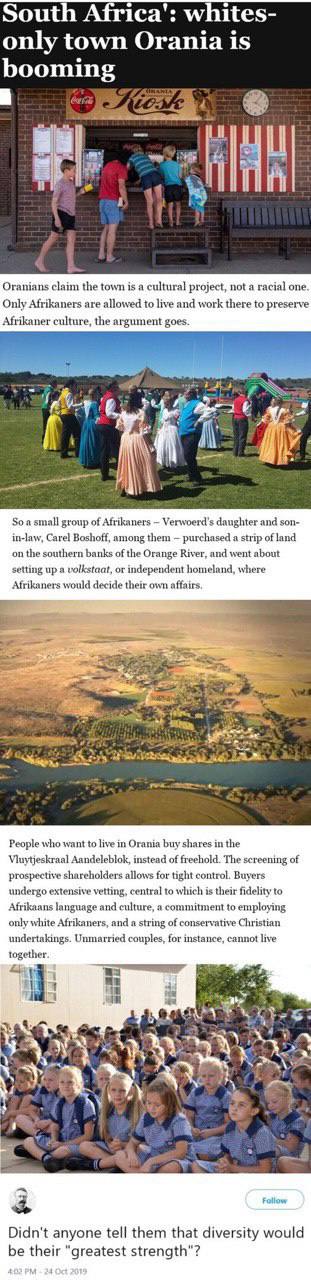 South Africa': whites-
only town Orania is
booming
Coca-Cola
ORANIA
Kiosk
Oranians claim the town is a cultural project, not a racial one.
Only Afrikaners are allowed to live and work there to preserve
Afrikaner culture, the argument goes.
So a small group of Afrikaners – Verwoerd's daughter and son-
in-law, Carel Boshoff, among them – purchased a strip of land
on the southern banks of the Orange River, and went about
setting up a volkstaat, or independent homeland, where
Afrikaners would decide their own affairs.
People who want to live in Orania buy shares in the
Vluytjeskraal Aandeleblok, instead of freehold. The screening of
prospective shareholders allows for tight control. Buyers
undergo extensive vetting, central to which is their fidelity to
Afrikaans language and culture, a commitment to employing
only white Afrikaners, and a string of conservative Christian
undertakings. Unmarried couples, for instance, cannot live
together.
Follow
Didn't anyone tell them that diversity would
be their "greatest strength"?
4:02 PM - 24 Oct 2019